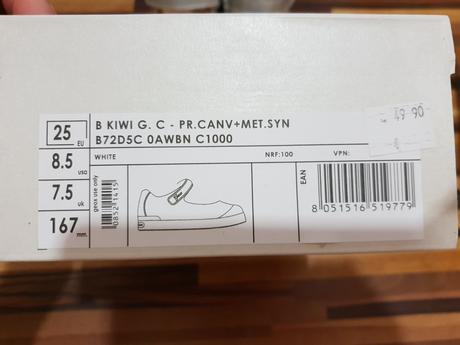 25 EU
B KIWI G. C - PR.CANV+MET.SYN
B72D5C 0AWBN C1000
49 90
8.5 usa
WHITE
NRF:100
VPN:
7.5 uk
geox use only
08521415
EAN
167 mm
8 051516 519779